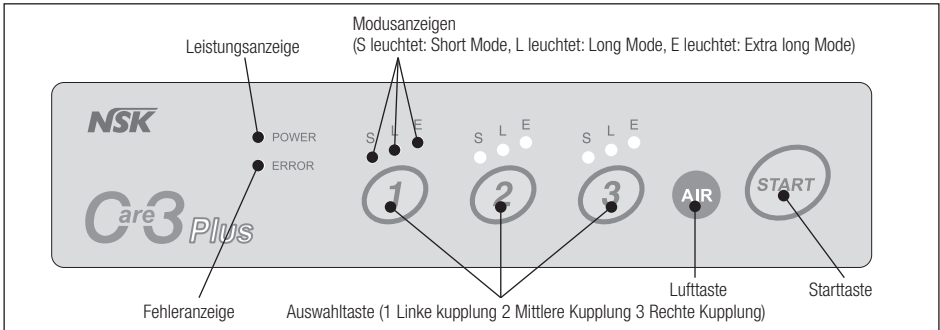 Modusanzeigen
Leistungsanzeige
(S leuchtet: Short Mode, L leuchtet: Long Mode, E leuchtet: Extra long Mode)
NSK
POWER
ERROR
S L E
S L E
S L E
1
2
3
AIR
START
Care3 Plus
Lufttaste
Starttaste
Fehleranzeige
Auswahltaste (1 Linke kupplung 2 Mittlere Kupplung 3 Rechte Kupplung)